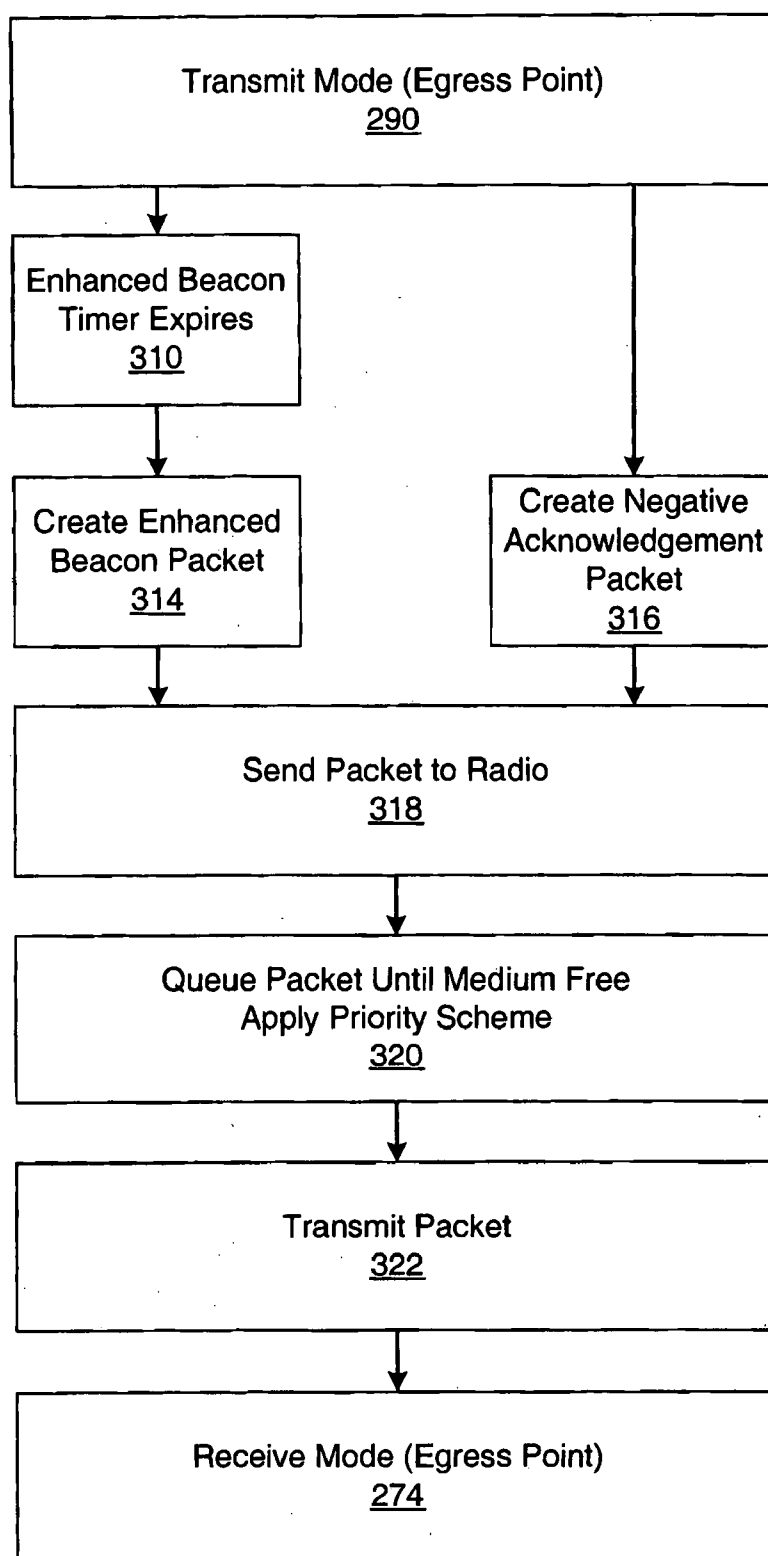 Transmit Mode (Egress Point)
290
Enhanced Beacon
Timer Expires
310
Create Enhanced
Beacon Packet
314
Create Negative
Acknowledgement
Packet
316
Send Packet to Radio
318
Queue Packet Until Medium Free
Apply Priority Scheme
320
Transmit Packet
322
Receive Mode (Egress Point)
274